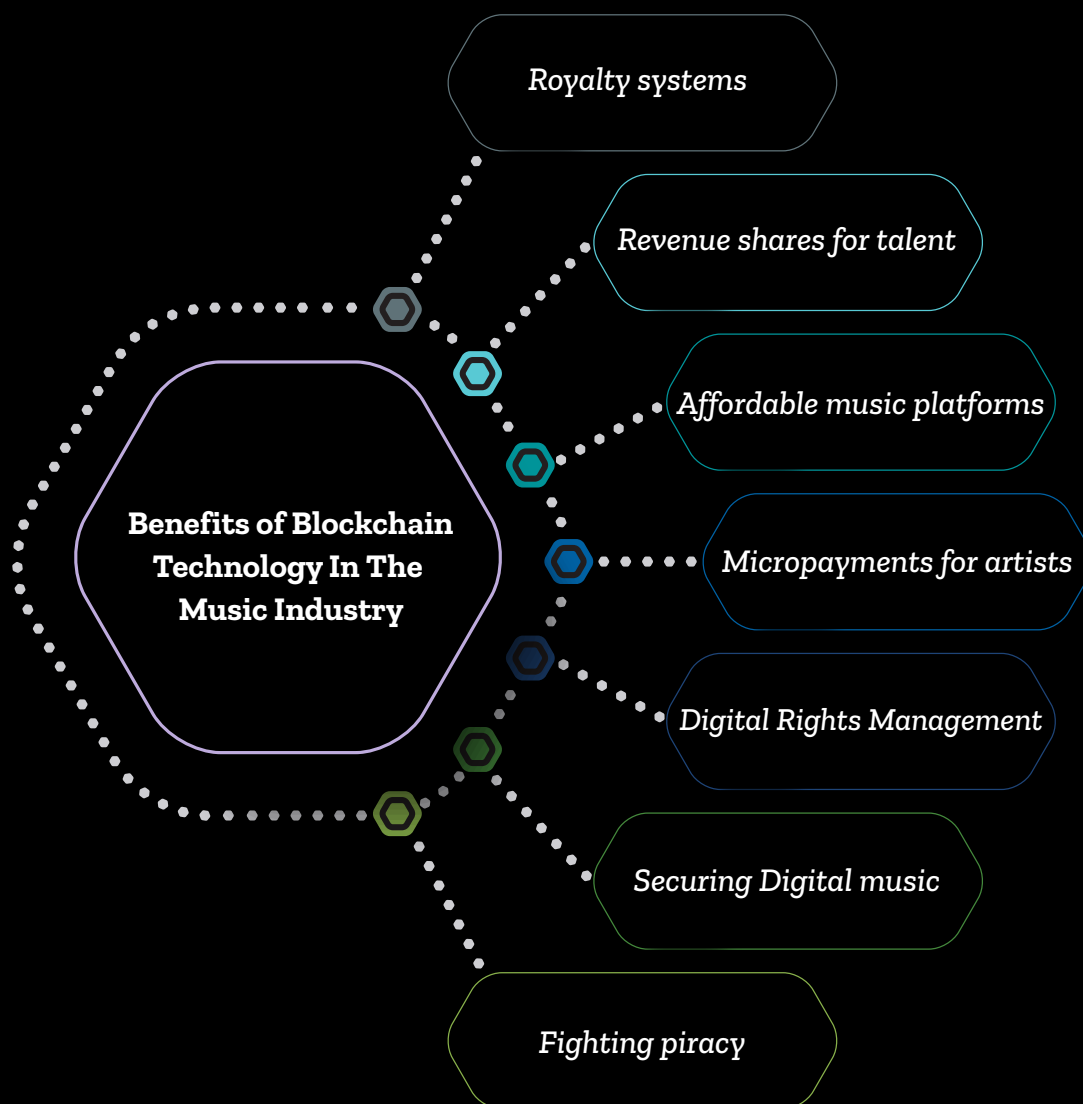 Royalty systems
Revenue shares for talent
Affordable music platforms
Benefits of Blockchain
Technology In The
Music Industry
Micropayments for artists
Digital Rights Management
Securing Digital music
Fighting piracy